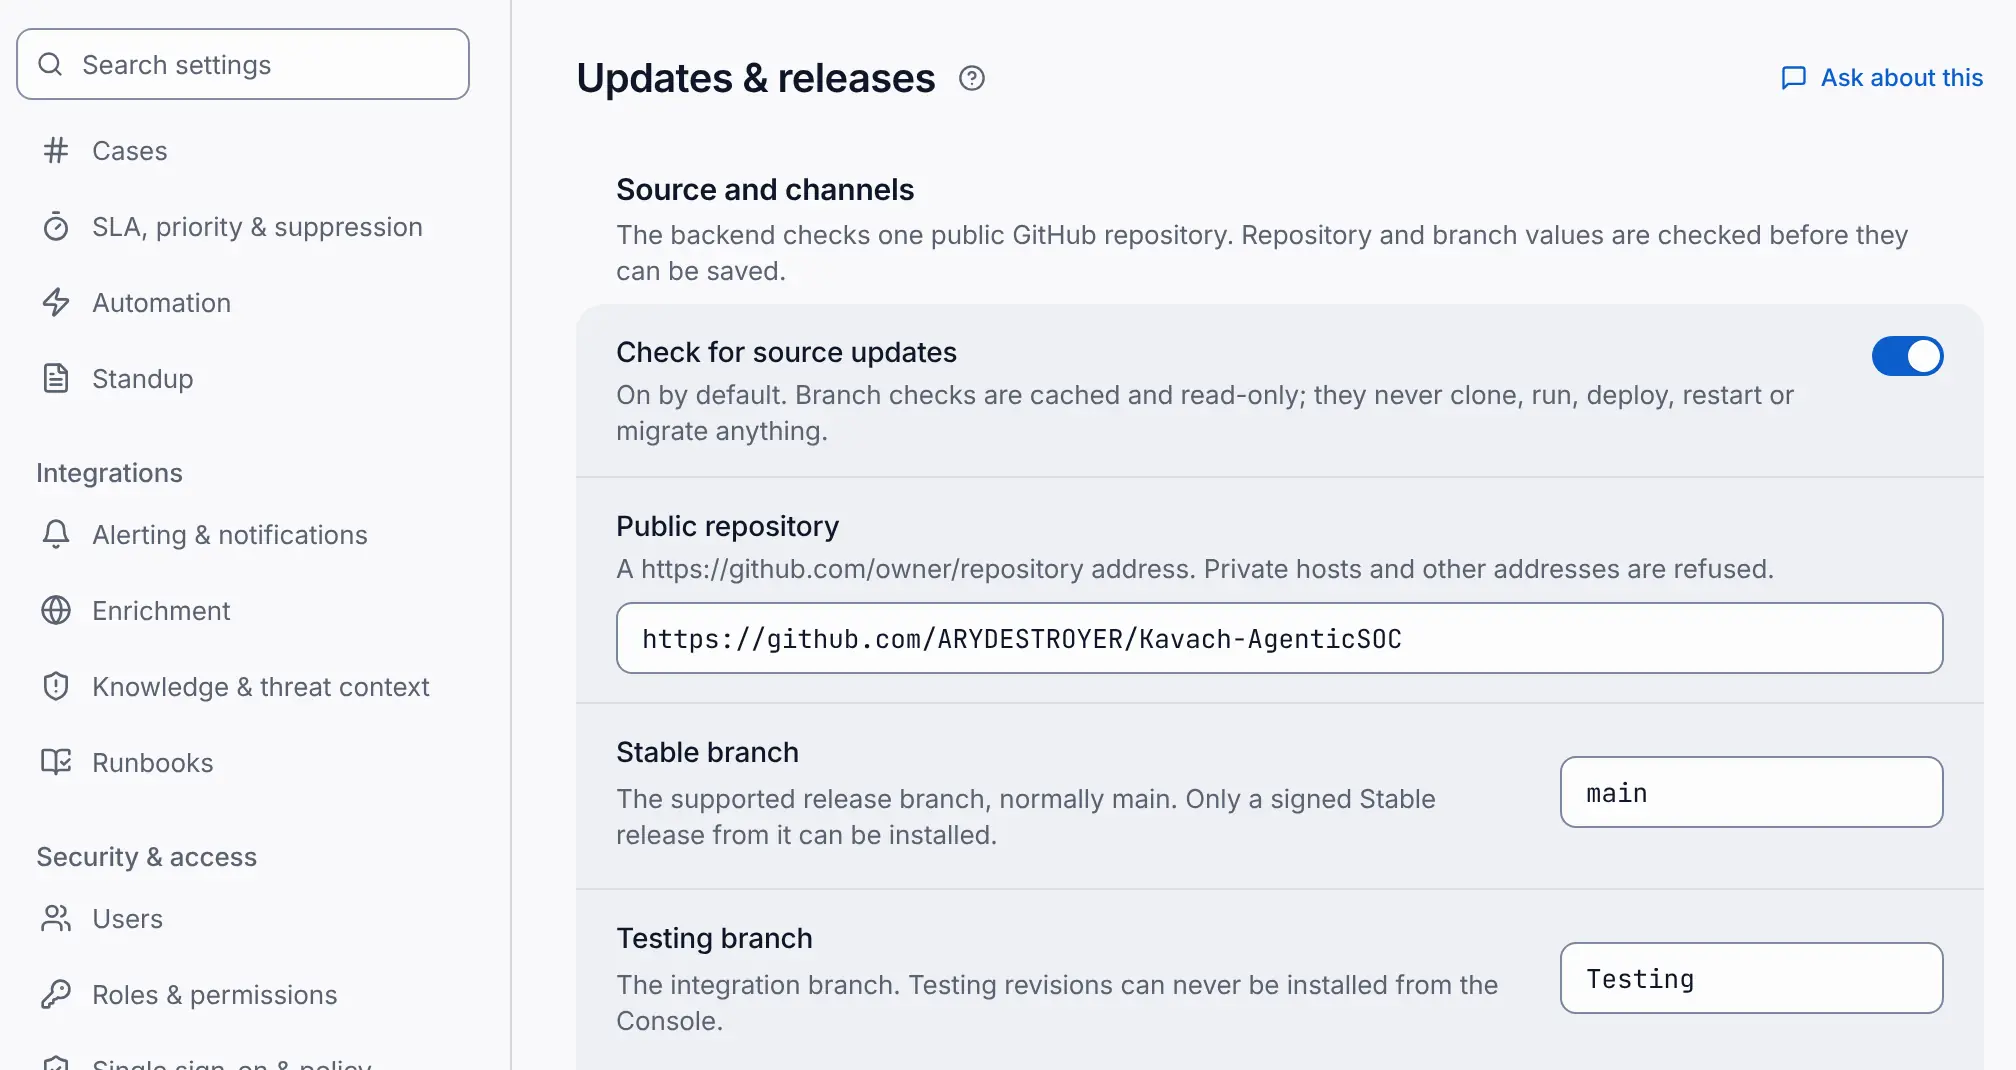 Search settings
Cases
SLA, priority & suppression
Automation
Standup
Integrations
Alerting & notifications
Enrichment
Knowledge & threat context
Runbooks
Security & access
Users
Roles & permissions
Single sign-on & policy
Updates & releases
Ask about this
Source and channels
The backend checks one public GitHub repository. Repository and branch values are checked before they
can be saved.
Check for source updates
On by default. Branch checks are cached and read-only; they never clone, run, deploy, restart or
migrate anything.
Public repository
A https://github.com/owner/repository address. Private hosts and other addresses are refused.
https://github.com/ARYDESTROYER/Kavach-AgenticSOC
Stable branch
The supported release branch, normally main. Only a signed Stable
release from it can be installed.
main
Testing branch
The integration branch. Testing revisions can never be installed from the
Console.
Testing